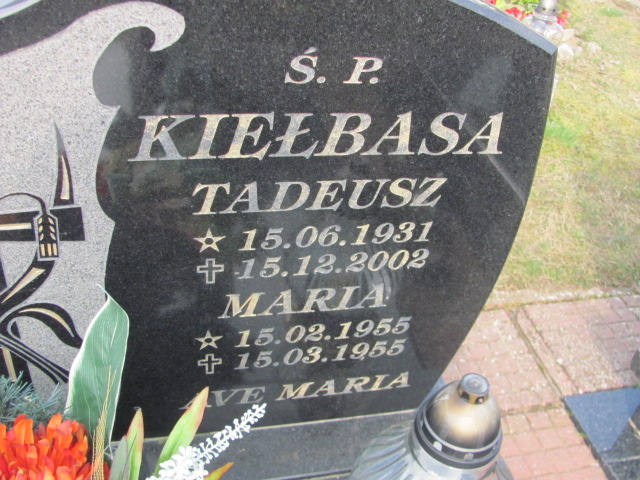 Ś. P.
KIEŁBASA
TADEUSZ
15.06.1931
15.12.2002
MARIA
15.02.1955
15.03.1955
AVE MARIA